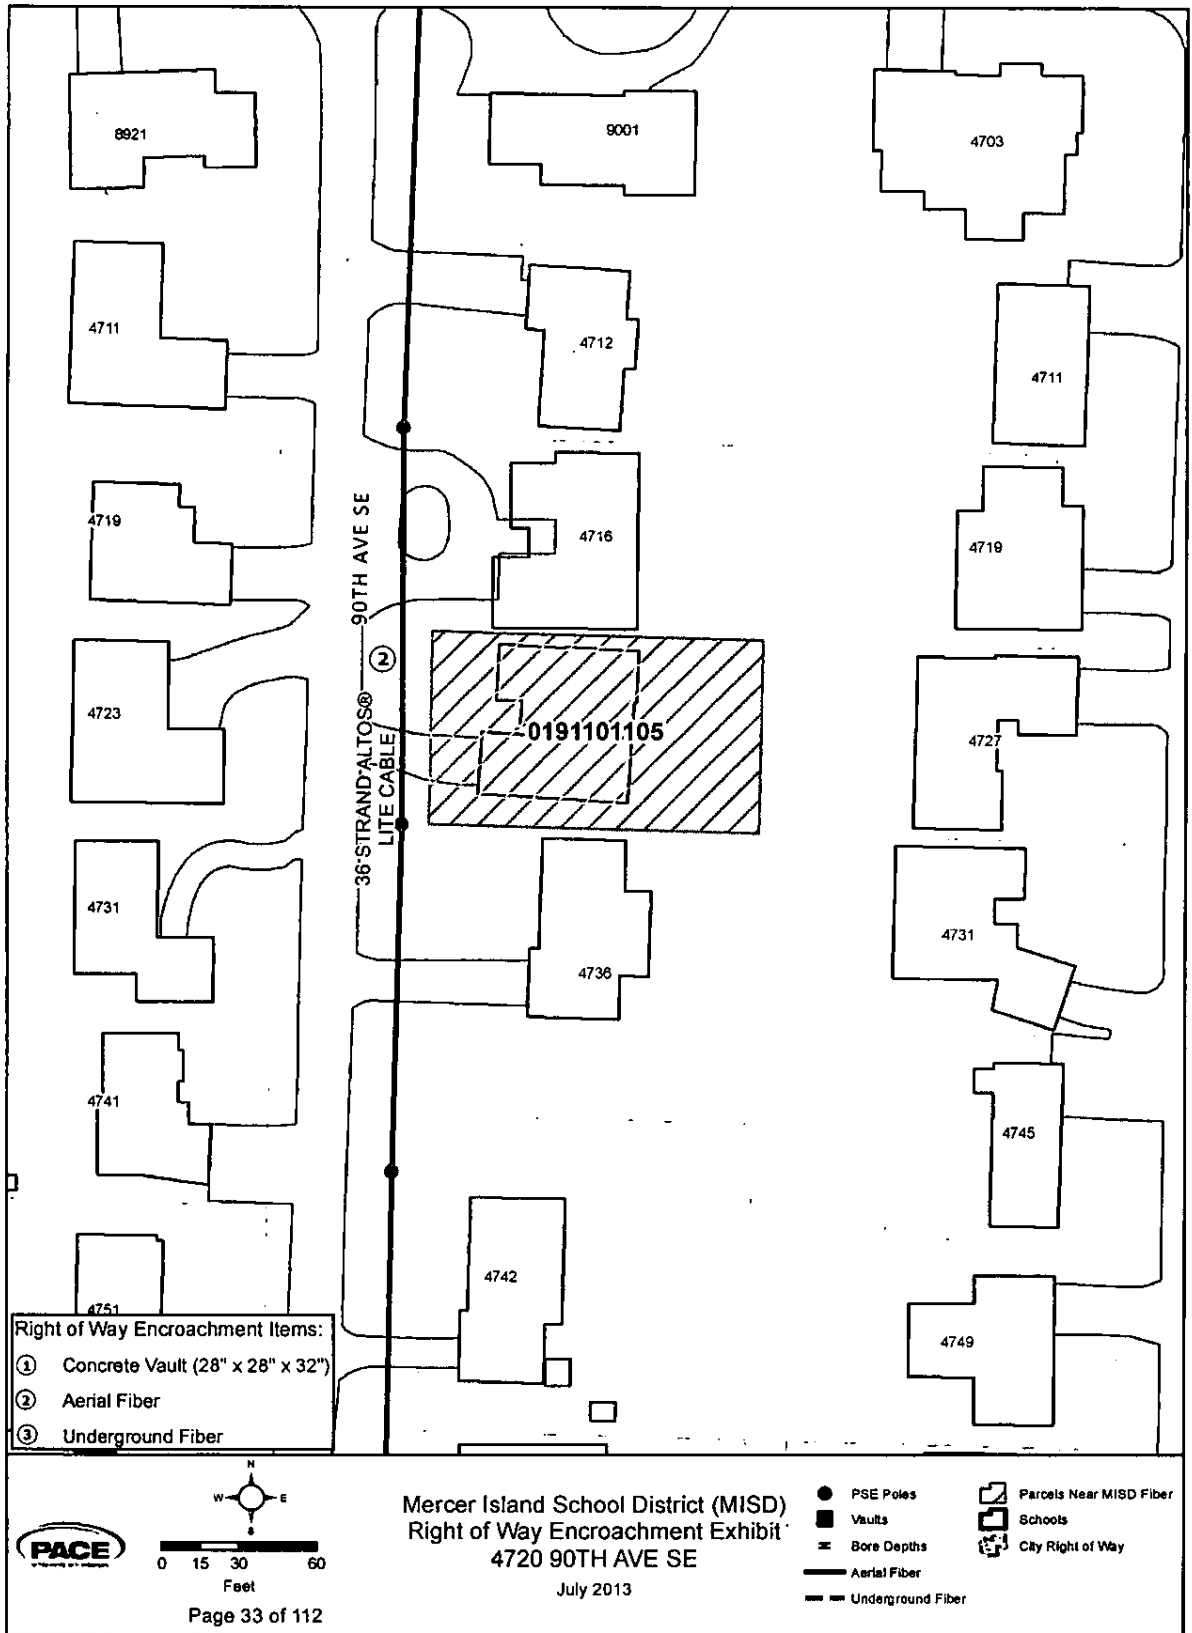 8921
9001
4703
4711
4712
4711
4719
4716
4719
90TH AVE SE
②
36 STRAND ALTOS®
LITE CABLE
0191101105
4723
4727
4731
4731
4736
4741
4745
4742
4751
4749
Right of Way Encroachment Items:
① Concrete Vault (28" x 28" x 32")
② Aerial Fiber
③ Underground Fiber
N
W E
PACE
0 15 30 60
Feet
Page 33 of 112
Mercer Island School District (MISD)
Right of Way Encroachment Exhibit
4720 90TH AVE SE
July 2013
PSE Poles
Vaults
Bore Depths
Aerial Fiber
Underground Fiber
Parcels Near MISD Fiber
Schools
City Right of Way